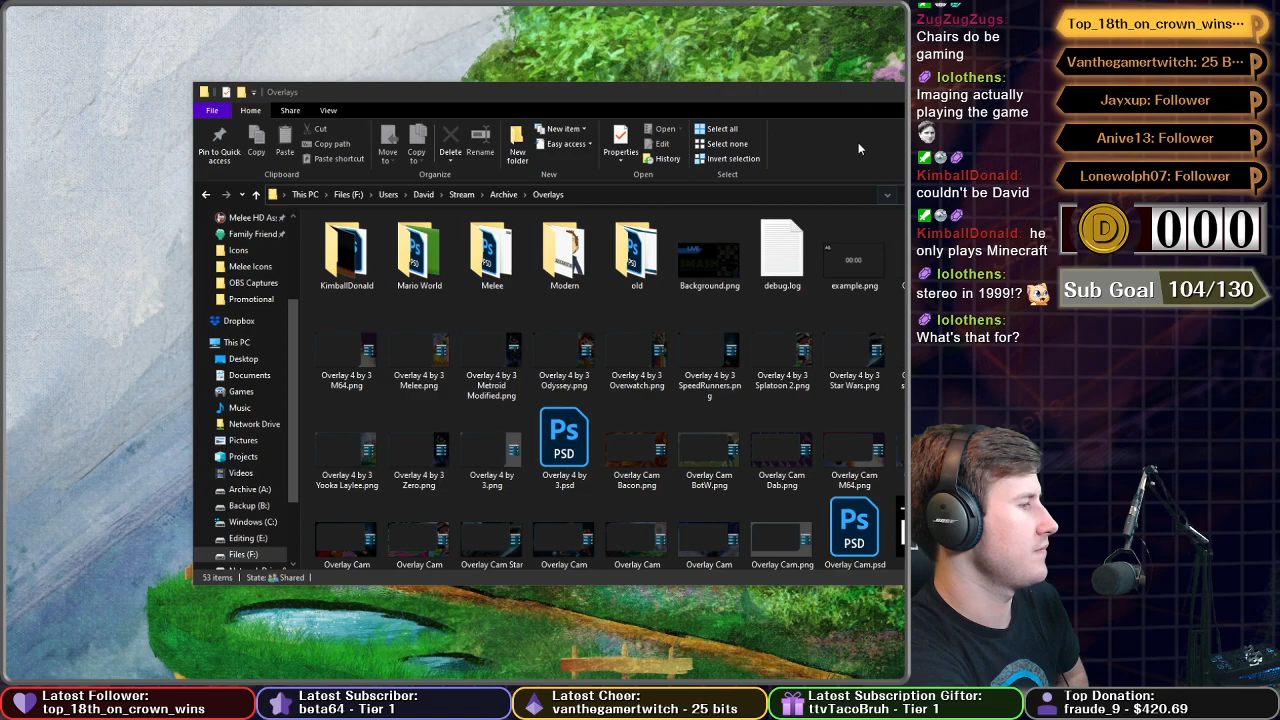 Overlays
File
Home
Share
View
Pin to Quick access
Copy
Paste
Cut
Copy path
Paste shortcut
Clipboard
Move to
Copy to
Delete
Rename
Organize
New folder
New item
Easy access
New
Properties
Open
Edit
History
Open
Select all
Select none
Invert selection
Select
This PC > Files (F:) > Users > David > Stream > Archive > Overlays
Melee HD As
Family Friend
Icons
Melee Icons
OBS Captures
Promotional
Dropbox
This PC
Desktop
Documents
Games
Music
Network Drive
Pictures
Projects
Videos
Archive (A:)
Backup (B:)
Windows (C:)
Editing (E:)
Files (F:)
KimballDonald
Mario World
Melee
Modern
old
Background.png
debug.log
example.png
Overlay 4 by 3 M64.png
Overlay 4 by 3 Melee.png
Overlay 4 by 3 Metroid Modified.png
Overlay 4 by 3 Odyssey.png
Overlay 4 by 3 Overwatch.png
Overlay 4 by 3 SpeedRunners.png
Overlay 4 by 3 Splatoon 2.png
Overlay 4 by 3 Star Wars.png
Overlay 4 by 3 Yooka Laylee.png
Overlay 4 by 3 Zero.png
Overlay 4 by 3.png
Ps
PSD
Overlay 4 by 3.psd
Overlay Cam Bacon.png
Overlay Cam BotW.png
Overlay Cam Dab.png
Overlay Cam M64.png
Overlay Cam
Overlay Cam
Overlay Cam Star
Overlay Cam
Overlay Cam
Overlay Cam
Overlay Cam.png
Ps
PSD
Overlay Cam.psd
53 items
State: Shared
ZugZugZugs:
Chairs do be
gaming
lolothens:
Imaging actually
playing the game
KimballDonald:
couldn't be David
KimballDonald: he
only plays Minecraft
lolothens:
stereo in 1999!?
lolothens:
What's that for?
Top_18th_on_crown_wins...
Vanthegamertwitch: 25 B...
Jayxup: Follower
Anive13: Follower
Lonewolph07: Follower
D 000
Sub Goal 104/130
BOSE
Latest Follower:
top_18th_on_crown_wins
Latest Subscriber:
beta64 - Tier 1
Latest Cheer:
vanthegamertwitch - 25 bits
Latest Subscription Gifter:
ttvTacoBruh - Tier 1
Top Donation:
fraude_9 - $420.69